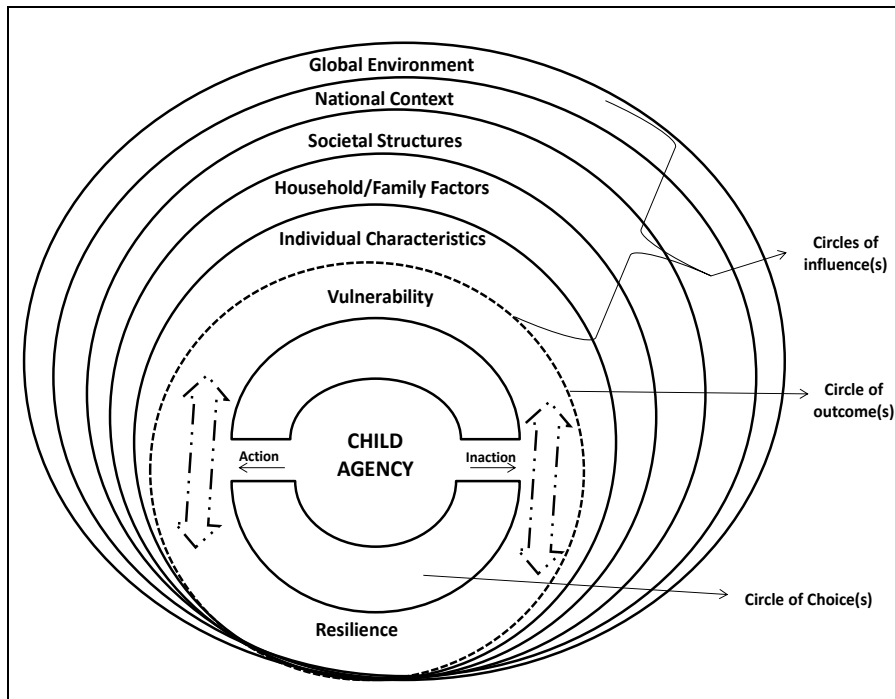 Global Environment
National Context
Societal Structures
Household/Family Factors
Individual Characteristics
Vulnerability
Circles of
influence(s)
Circle of
outcome(s)
CHILD
AGENCY
Action
Inaction
Circle of Choice(s)
Resilience